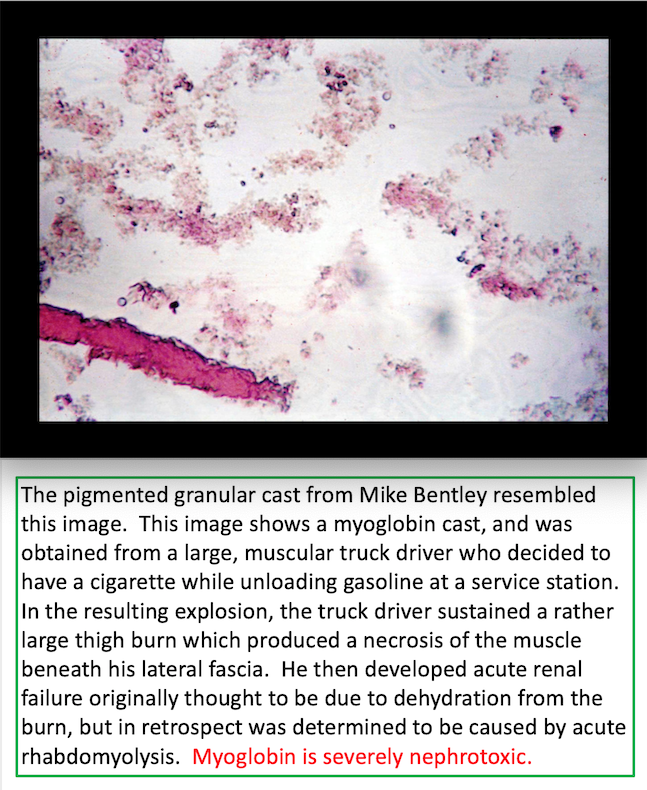 The pigmented granular cast from Mike Bentley resembled
this image.  This image shows a myoglobin cast, and was
obtained from a large, muscular truck driver who decided to
have a cigarette while unloading gasoline at a service station.
In the resulting explosion, the truck driver sustained a rather
large thigh burn which produced a necrosis of the muscle
beneath his lateral fascia.  He then developed acute renal
failure originally thought to be due to dehydration from the
burn, but in retrospect was determined to be caused by acute
rhabdomyolysis.  Myoglobin is severely nephrotoxic.